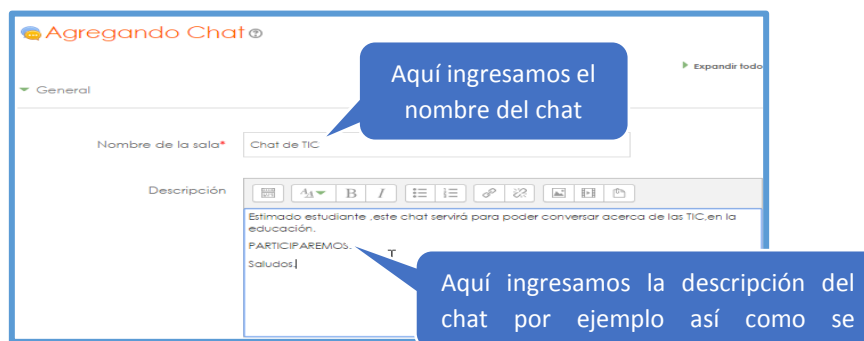 Agregando Chat
Aquí ingresamos el
nombre del chat
Expandir todo
General
Nombre de la sala*
Chat de TIC
Descripción
B I
Estimado estudiante ,este chat servirá para poder conversar acerca de las TIC,en la
educación.
PARTICIPAREMOS.
Saludos.
Aquí ingresamos la descripción del
chat por ejemplo así como se